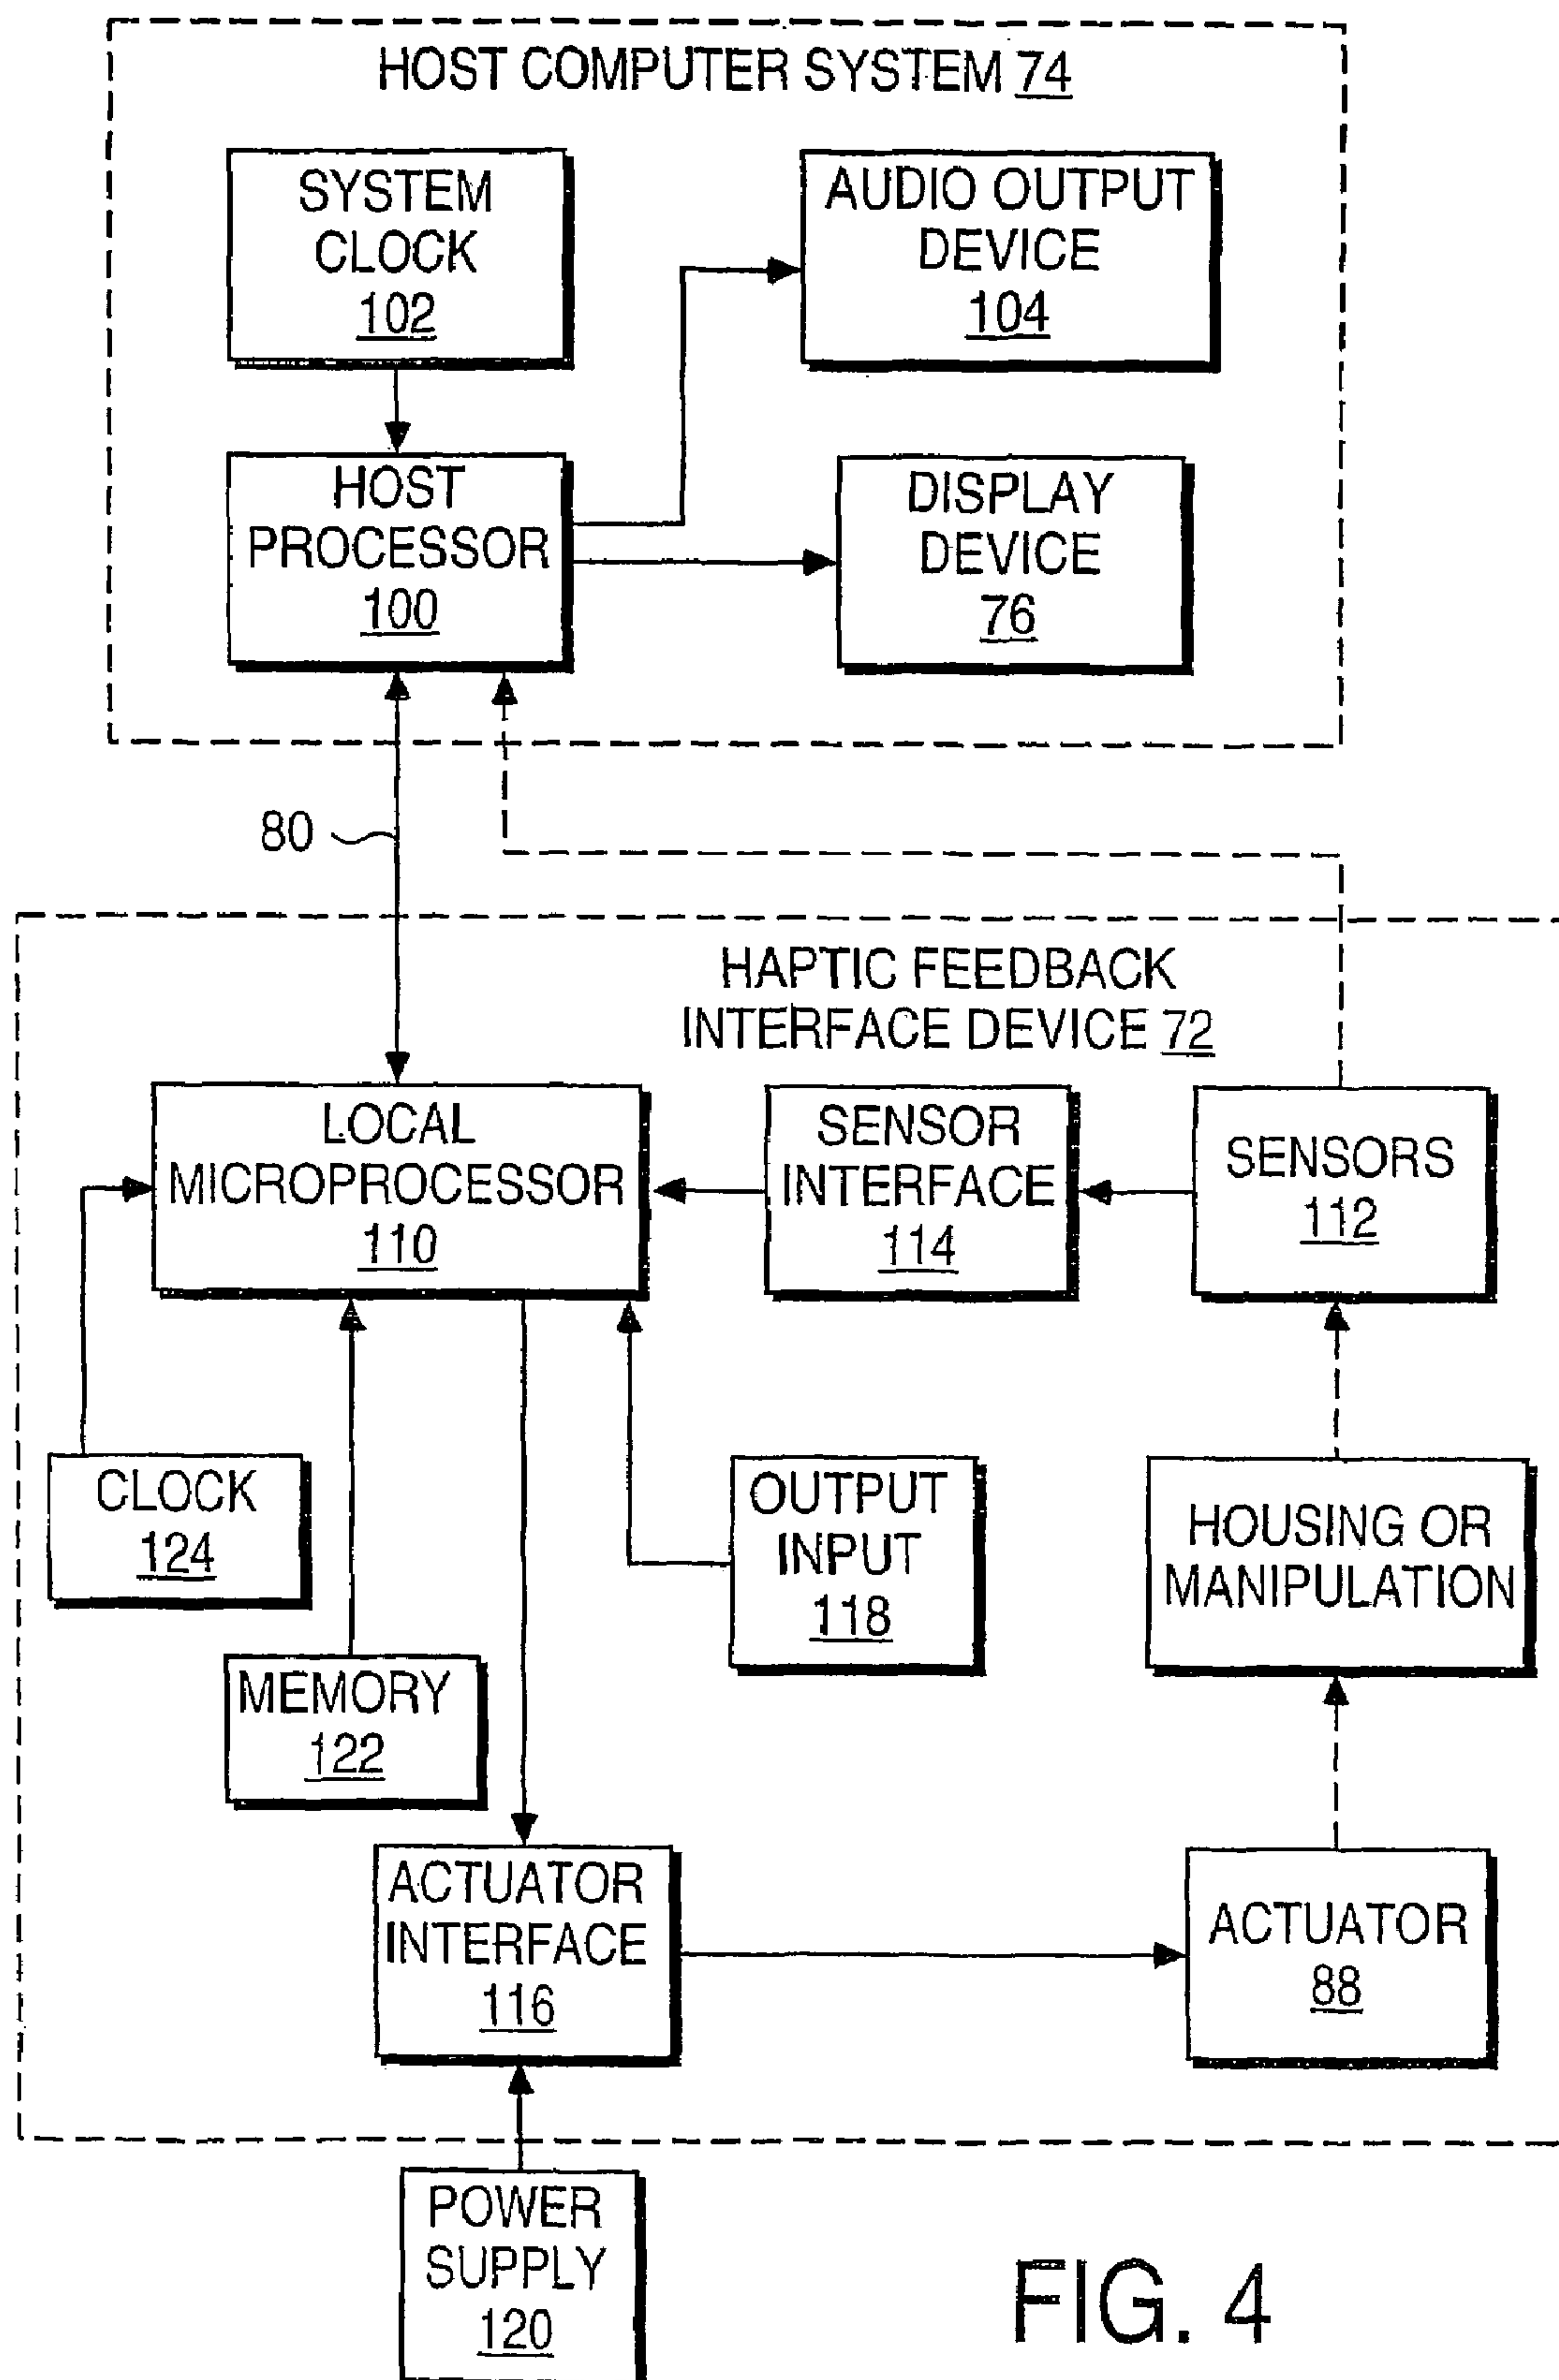 HOST COMPUTER SYSTEM 74
SYSTEM
CLOCK
102
AUDIO OUTPUT
DEVICE
104
HOST
PROCESSOR
100
DISPLAY
DEVICE
76
80
HAPTIC FEEDBACK
INTERFACE DEVICE 72
LOCAL
MICROPROCESSOR
110
SENSOR
INTERFACE
114
SENSORS
112
CLOCK
124
OUTPUT
INPUT
118
HOUSING OR
MANIPULATION
MEMORY
122
ACTUATOR
INTERFACE
116
ACTUATOR
88
POWER
SUPPLY
120
FIG. 4